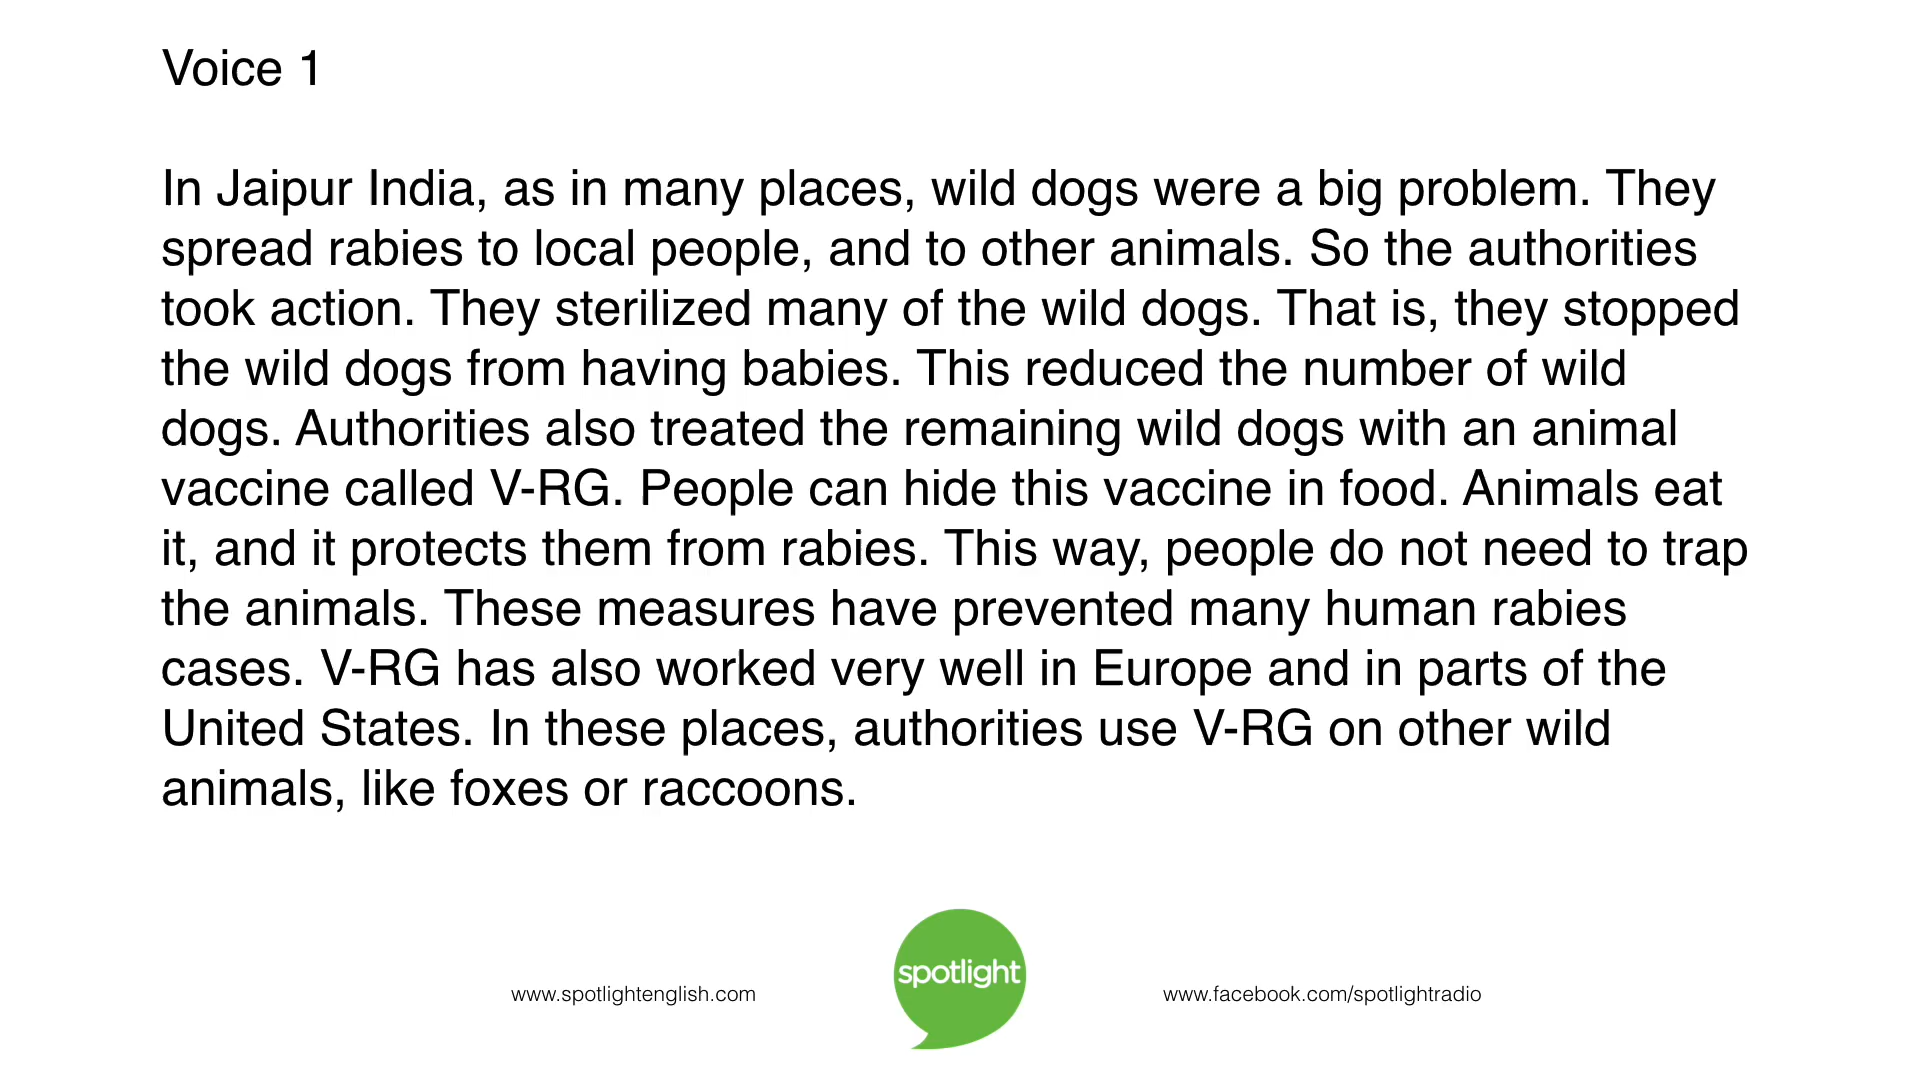 Voice 1
In Jaipur India, as in many places, wild dogs were a big problem. They
spread rabies to local people, and to other animals. So the authorities
took action. They sterilized many of the wild dogs. That is, they stopped
the wild dogs from having babies. This reduced the number of wild
dogs. Authorities also treated the remaining wild dogs with an animal
vaccine called V-RG. People can hide this vaccine in food. Animals eat
it, and it protects them from rabies. This way, people do not need to trap
the animals. These measures have prevented many human rabies
cases. V-RG has also worked very well in Europe and in parts of the
United States. In these places, authorities use V-RG on other wild
animals, like foxes or raccoons.
spotlight
www.spotlightenglish.com
www.facebook.com/spotlightradio